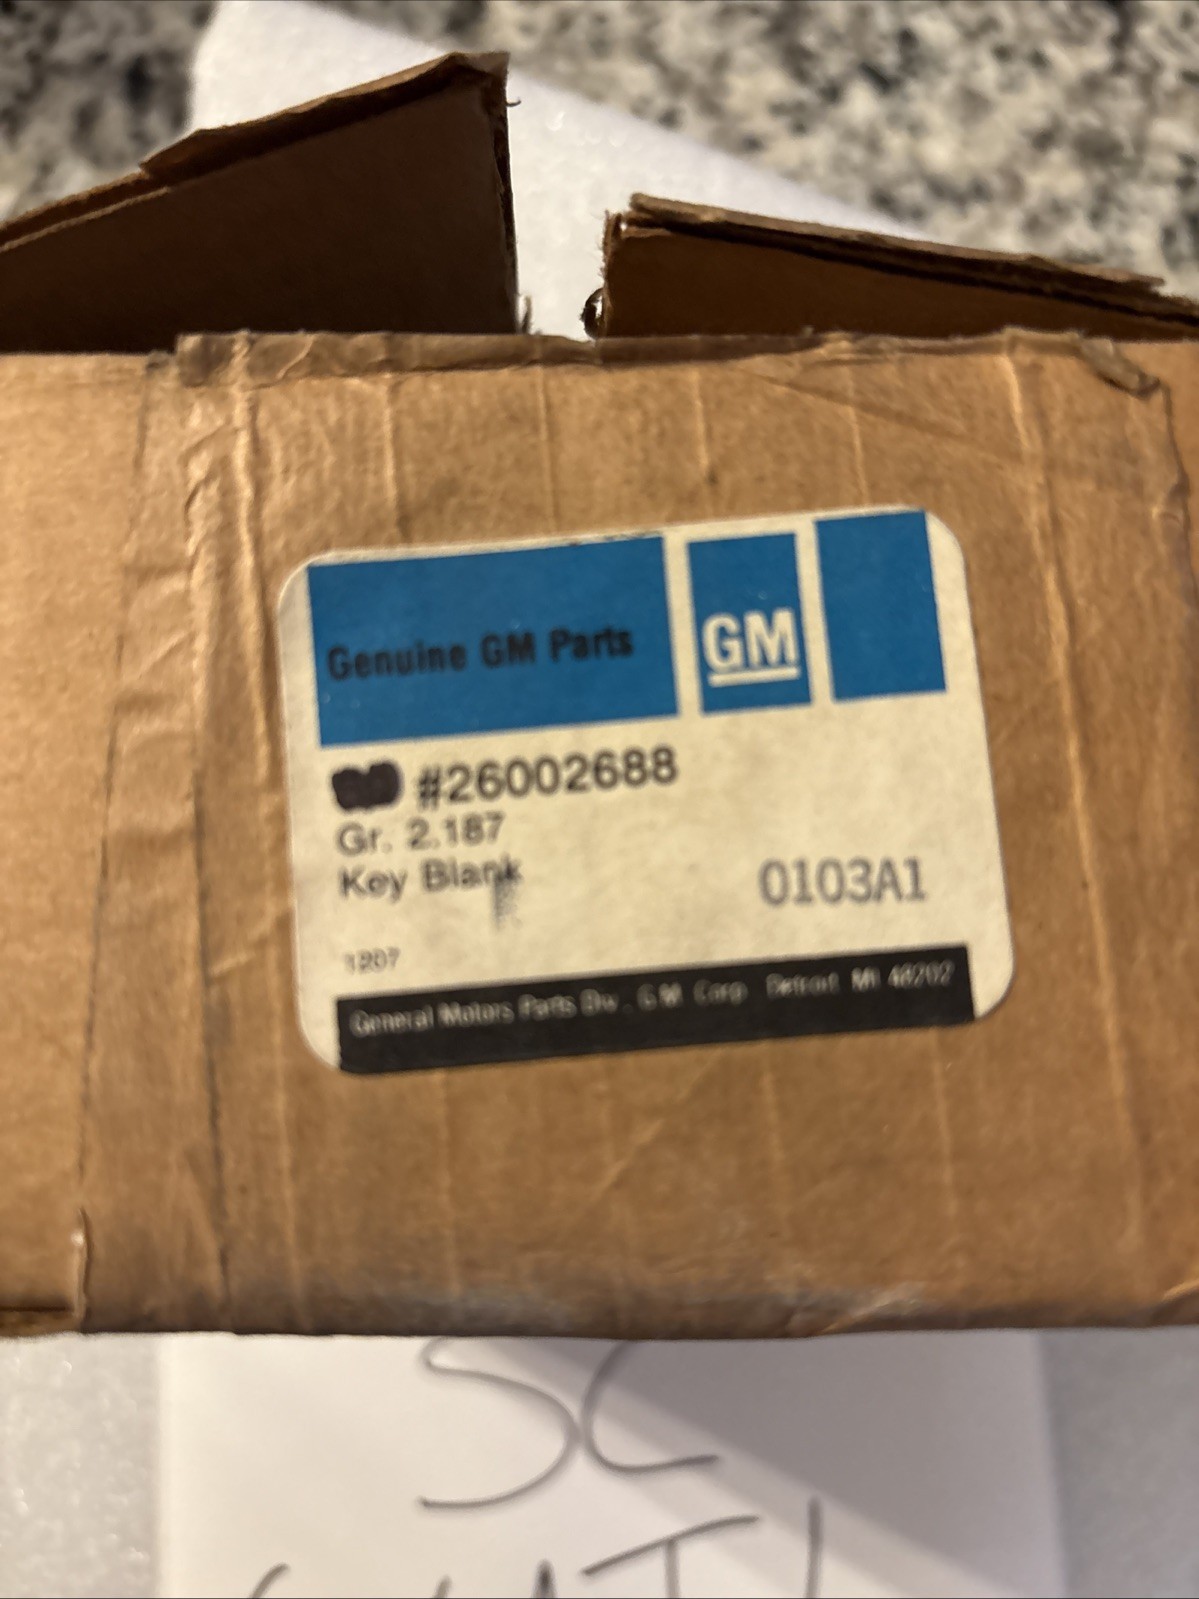 Genuine GM Parts
GM
#26002688
Gr. 2.187
Key Blank
0103A1
1207
General Motors Parts Div., G.M. Corp. Detroit, MI 48202
SC